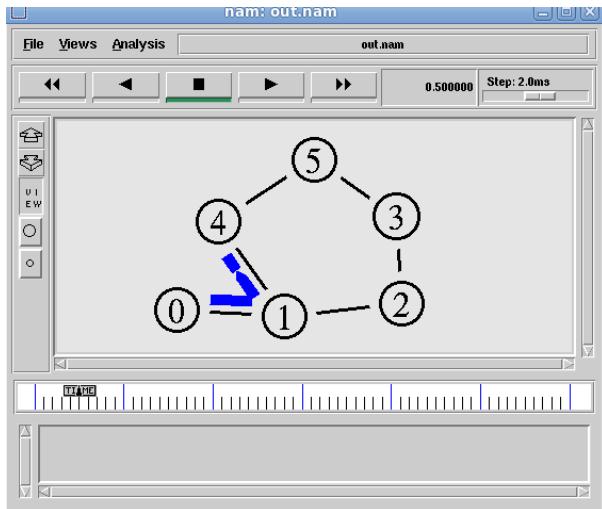 nam: out.nam
File Views Analysis out.nam
0.500000 Step: 2.0ms
V I
E W
TIME
5
4
3
0
1
2